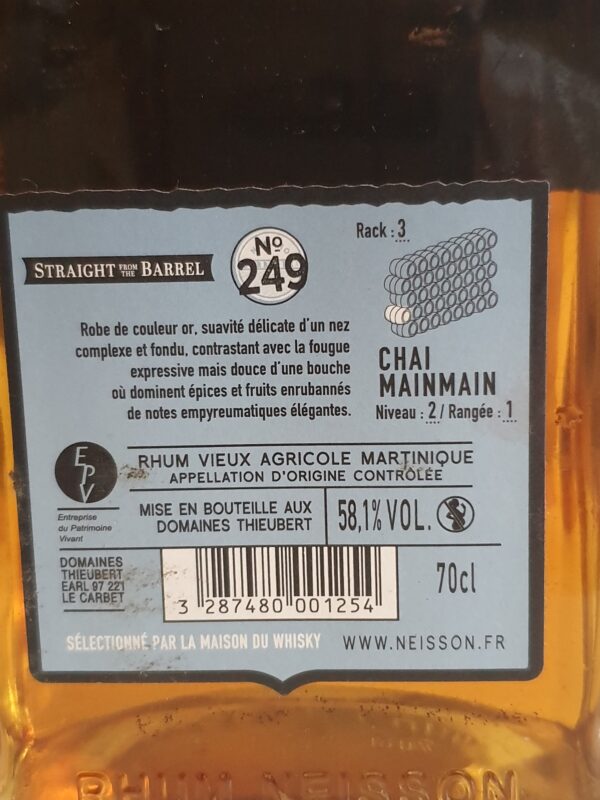 Rack : 3
STRAIGHT FROM THE BARREL
No 249
Robe de couleur or, suavité délicate d'un nez
complexe et fondu, contrastant avec la fougue
expressive mais douce d'une bouche
où dominent épices et fruits enrubannés
de notes empyreumatiques élégantes.
CHAI
MAINMAIN
Niveau : 2 / Rangée : 1
EPV
Entreprise
du Patrimoine
Vivant
RHUM VIEUX AGRICOLE MARTINIQUE
APPELLATION D'ORIGINE CONTRÔLÉE
MISE EN BOUTEILLE AUX
DOMAINES THIEUBERT
58,1% VOL.
DOMAINES
THIEUBERT
EARL 97 221
LE CARBET
3 287480 001254
70cl
SÉLECTIONNÉ PAR LA MAISON DU WHISKY
WWW.NEISSON.FR
RHUM NEISSON